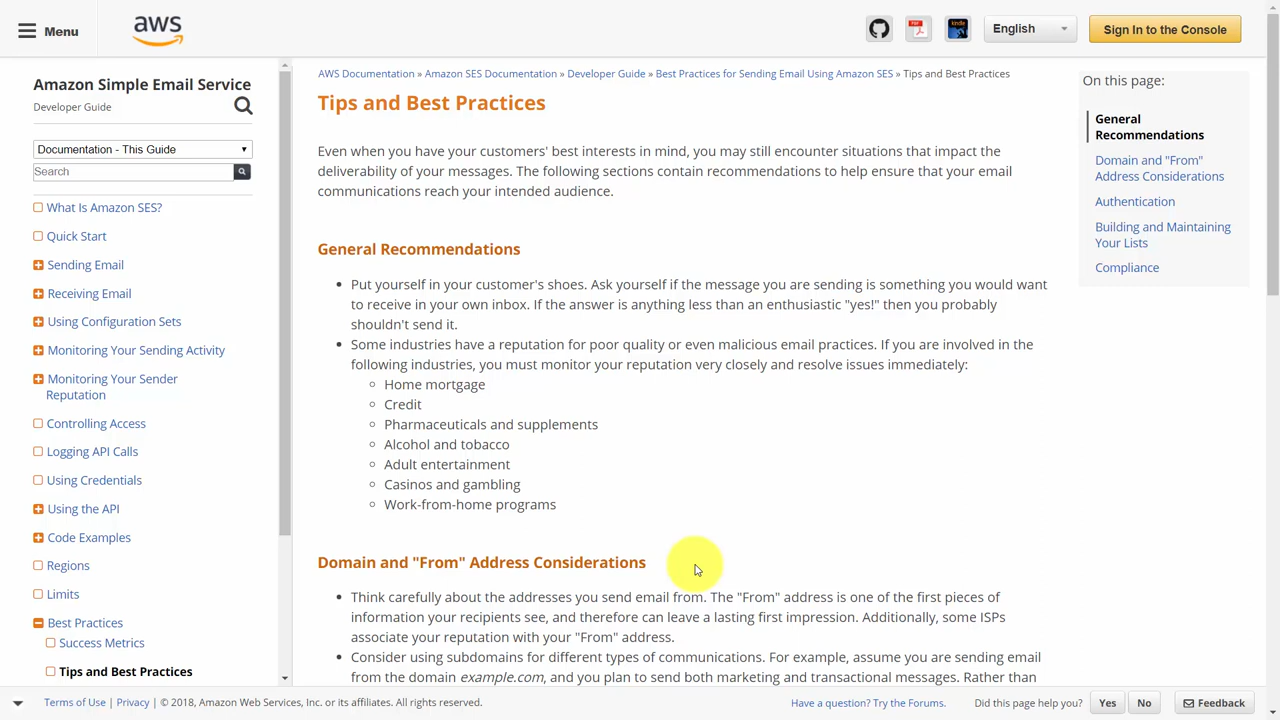 Menu
aws
English
Sign In to the Console
Amazon Simple Email Service
Developer Guide
Documentation - This Guide
Search
What Is Amazon SES?
Quick Start
Sending Email
Receiving Email
Using Configuration Sets
Monitoring Your Sending Activity
Monitoring Your Sender
Reputation
Controlling Access
Logging API Calls
Using Credentials
Using the API
Code Examples
Regions
Limits
Best Practices
Success Metrics
Tips and Best Practices
AWS Documentation » Amazon SES Documentation » Developer Guide » Best Practices for Sending Email Using Amazon SES » Tips and Best Practices
Tips and Best Practices
Even when you have your customers' best interests in mind, you may still encounter situations that impact the
deliverability of your messages. The following sections contain recommendations to help ensure that your email
communications reach your intended audience.
General Recommendations
Put yourself in your customer's shoes. Ask yourself if the message you are sending is something you would want
to receive in your own inbox. If the answer is anything less than an enthusiastic "yes!" then you probably
shouldn't send it.
Some industries have a reputation for poor quality or even malicious email practices. If you are involved in the
following industries, you must monitor your reputation very closely and resolve issues immediately:
Home mortgage
Credit
Pharmaceuticals and supplements
Alcohol and tobacco
Adult entertainment
Casinos and gambling
Work-from-home programs
Domain and "From" Address Considerations
Think carefully about the addresses you send email from. The "From" address is one of the first pieces of
information your recipients see, and therefore can leave a lasting first impression. Additionally, some ISPs
associate your reputation with your "From" address.
Consider using subdomains for different types of communications. For example, assume you are sending email
from the domain example.com, and you plan to send both marketing and transactional messages. Rather than
On this page:
General
Recommendations
Domain and "From"
Address Considerations
Authentication
Building and Maintaining
Your Lists
Compliance
Terms of Use | Privacy | © 2018, Amazon Web Services, Inc. or its affiliates. All rights reserved.
Have a question? Try the Forums.
Did this page help you?
Yes
No
Feedback